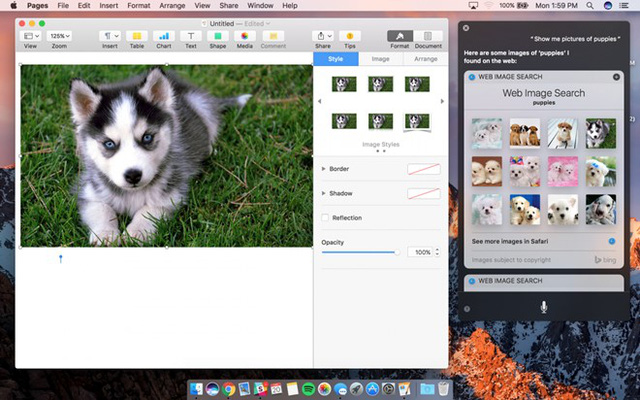 Pages File Edit Insert Format Arrange View Share Window Help
100% Mon 1:59 PM
Untitled — Edited
125%
View Zoom Insert Table Chart Text Shape Media Comment Share Tips Format Document
Style Image Arrange
Image Styles
Border
Shadow
Reflection
Opacity
100%
"Show me pictures of puppies"
Here are some images of 'puppies' I
found on the web:
WEB IMAGE SEARCH
Web Image Search
puppies
See more images in Safari
Images subject to copyright
bing
WEB IMAGE SEARCH